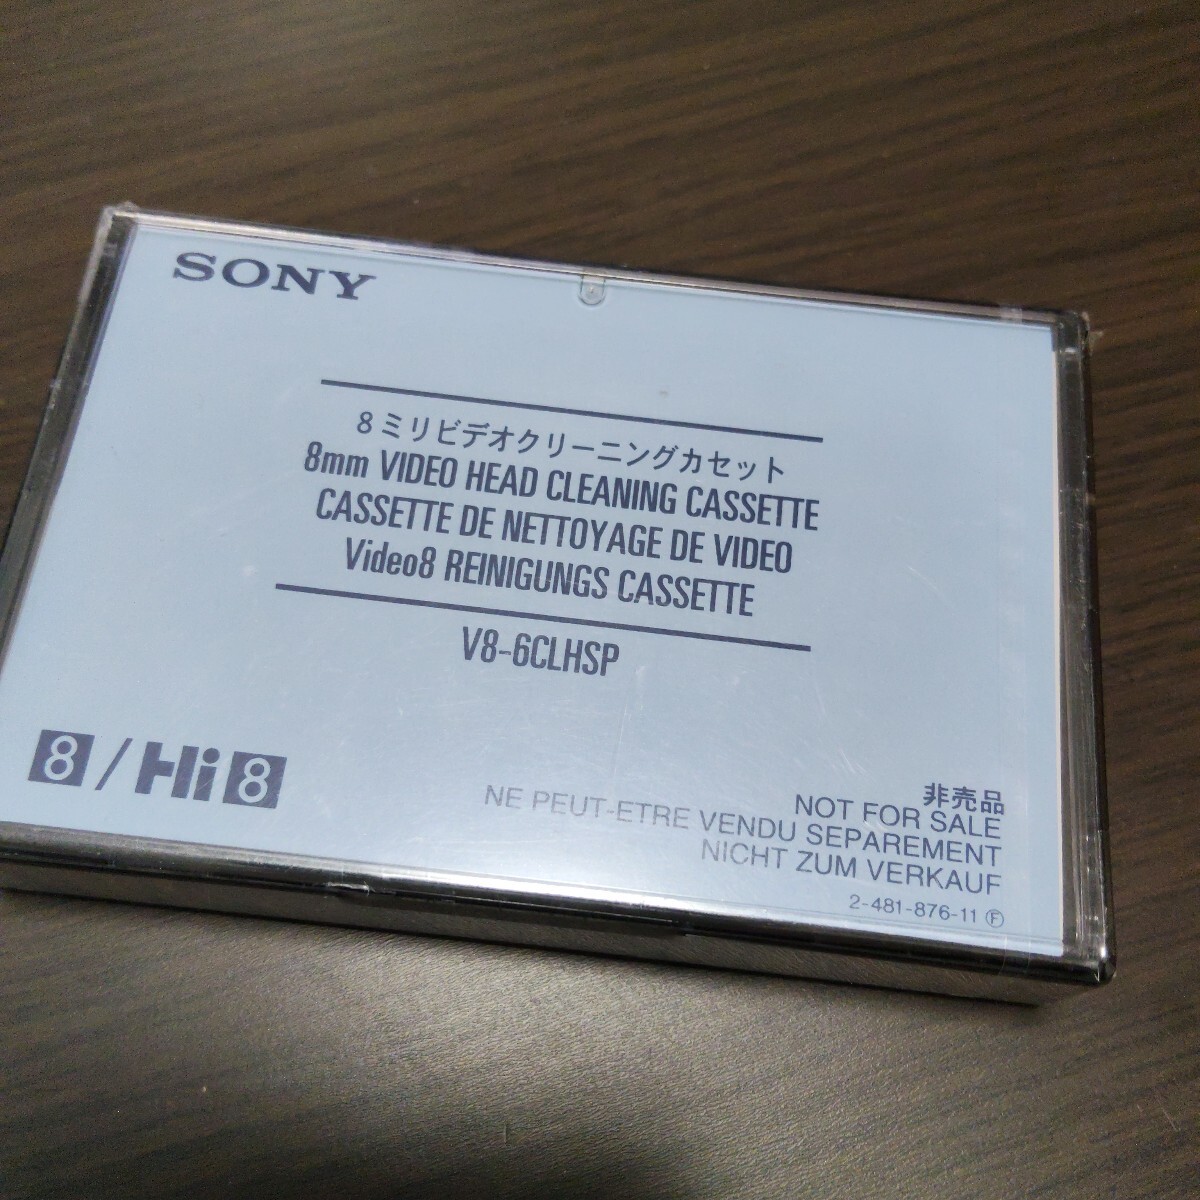 SONY
8ミリビデオクリーニングカセット
8mm VIDEO HEAD CLEANING CASSETTE
CASSETTE DE NETTOYAGE DE VIDEO
Video8 REINIGUNGS CASSETTE
V8-6CLHSP
8/Hi8
非売品
NOT FOR SALE
NE PEUT-ETRE VENDU SEPAREMENT
NICHT ZUM VERKAUF
2-481-876-11 Ⓕ